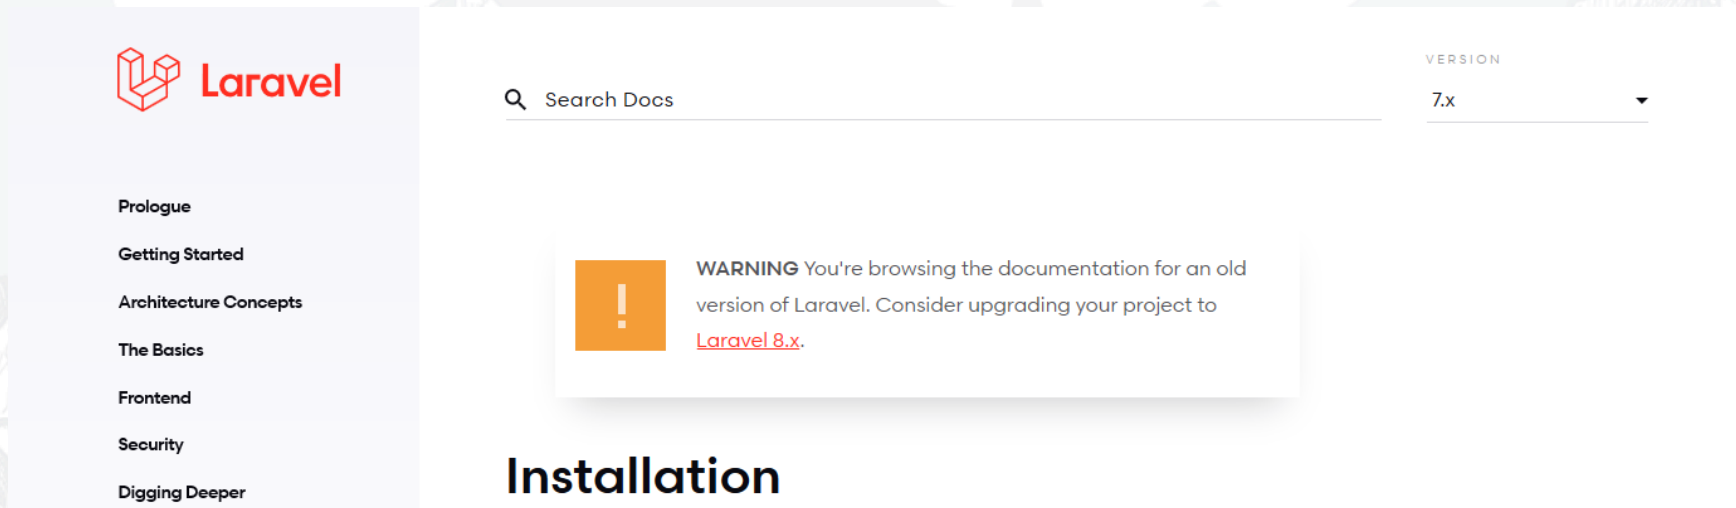 Laravel
Prologue
Getting Started
Architecture Concepts
The Basics
Frontend
Security
Digging Deeper
Search Docs
VERSION
7.x
!
WARNING You're browsing the documentation for an old
version of Laravel. Consider upgrading your project to
Laravel 8.x.
Installation